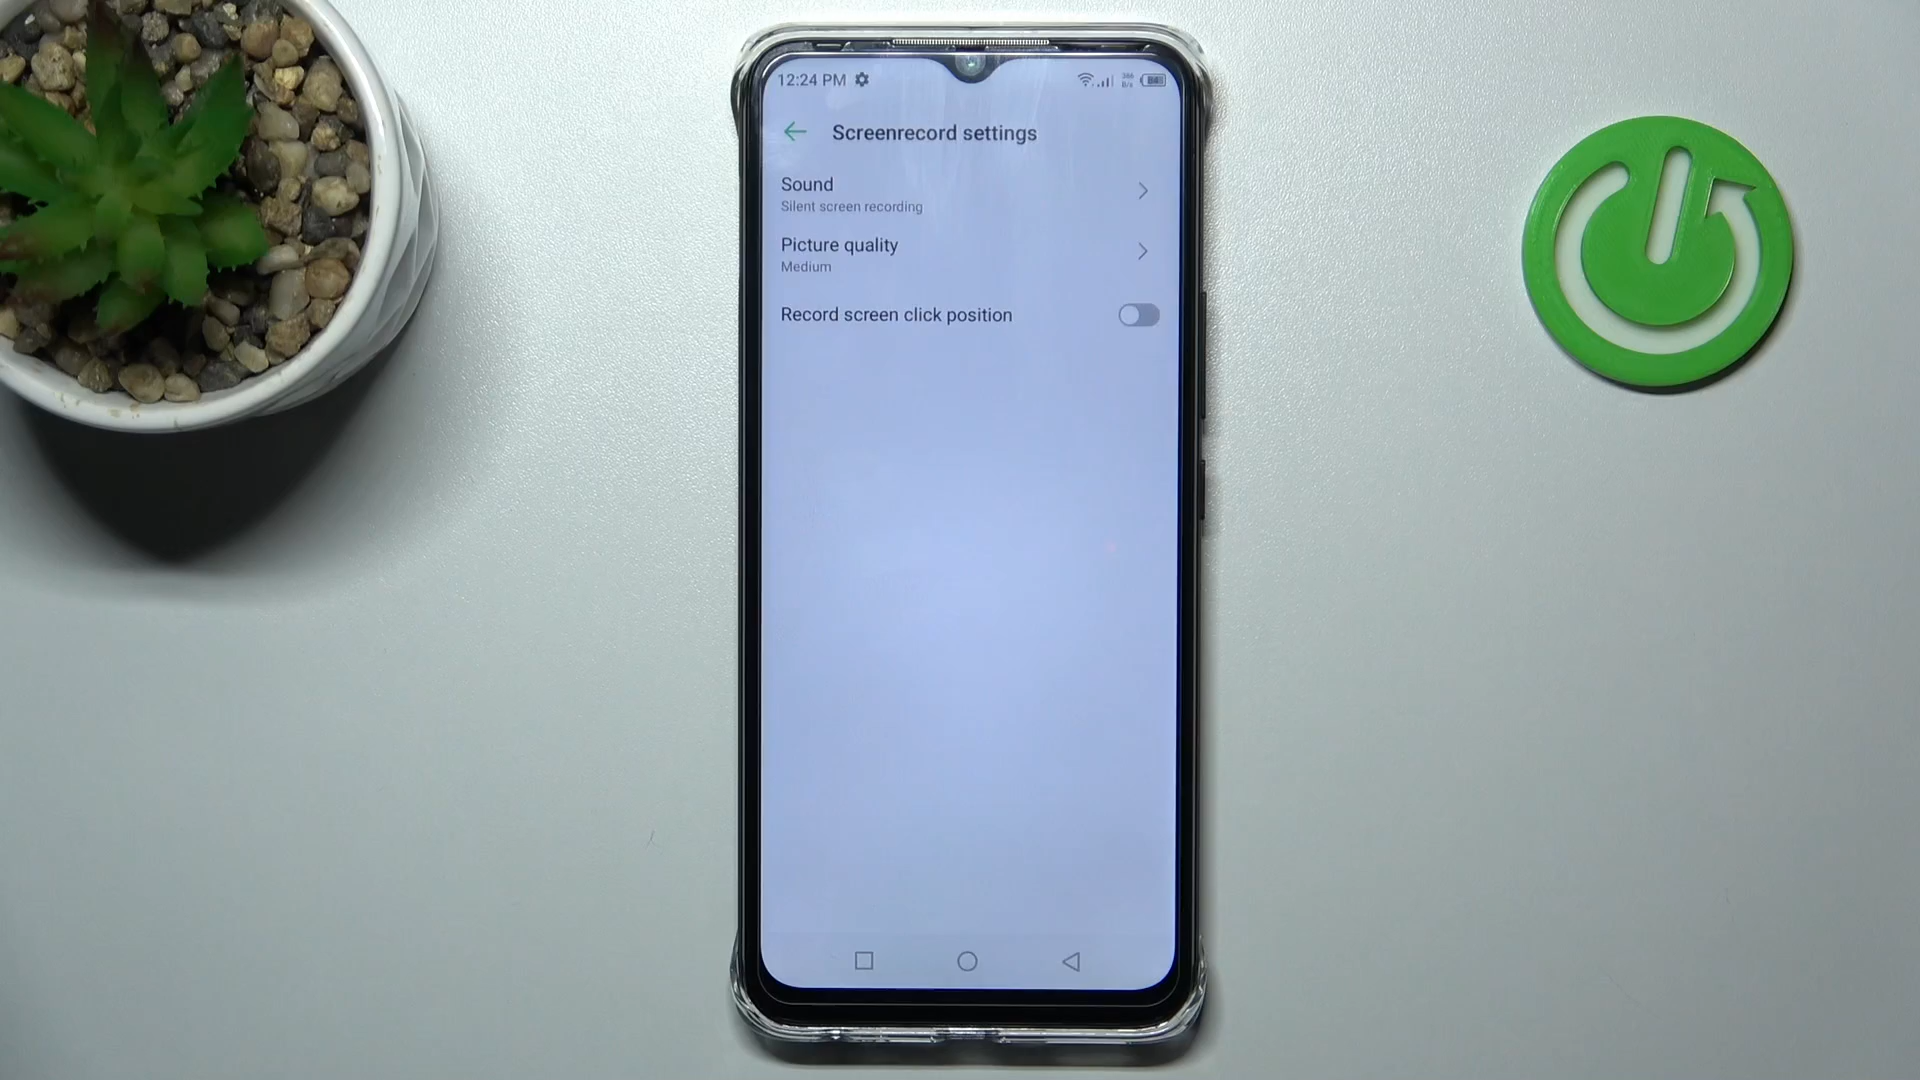 12:24 PM
Screenrecord settings
Sound
Silent screen recording
Picture quality
Medium
Record screen click position